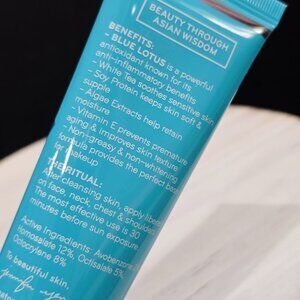 BEAUTY THROUGH
ASIAN WISDOM
BENEFITS:
- BLUE LOTUS is a powerful
antioxidant known for its
anti-inflammatory benefits
- White Tea soothes sensitive skin
- Soy Protein keeps skin soft &
supple
- Algae Extracts help retain
moisture
- Vitamin E prevents premature
aging & improves skin texture
- Non-greasy & non-whitening
formula provides the perfect base
for makeup
THE RITUAL:
After cleansing skin, apply liberally
on face, neck, chest & shoulders.
The most effective use is 30
minutes before sun exposure.
Active Ingredients: Avobenzone
Homosalate 12%, Octisalate 5%,
Octocrylene 8%
To beautiful skin,